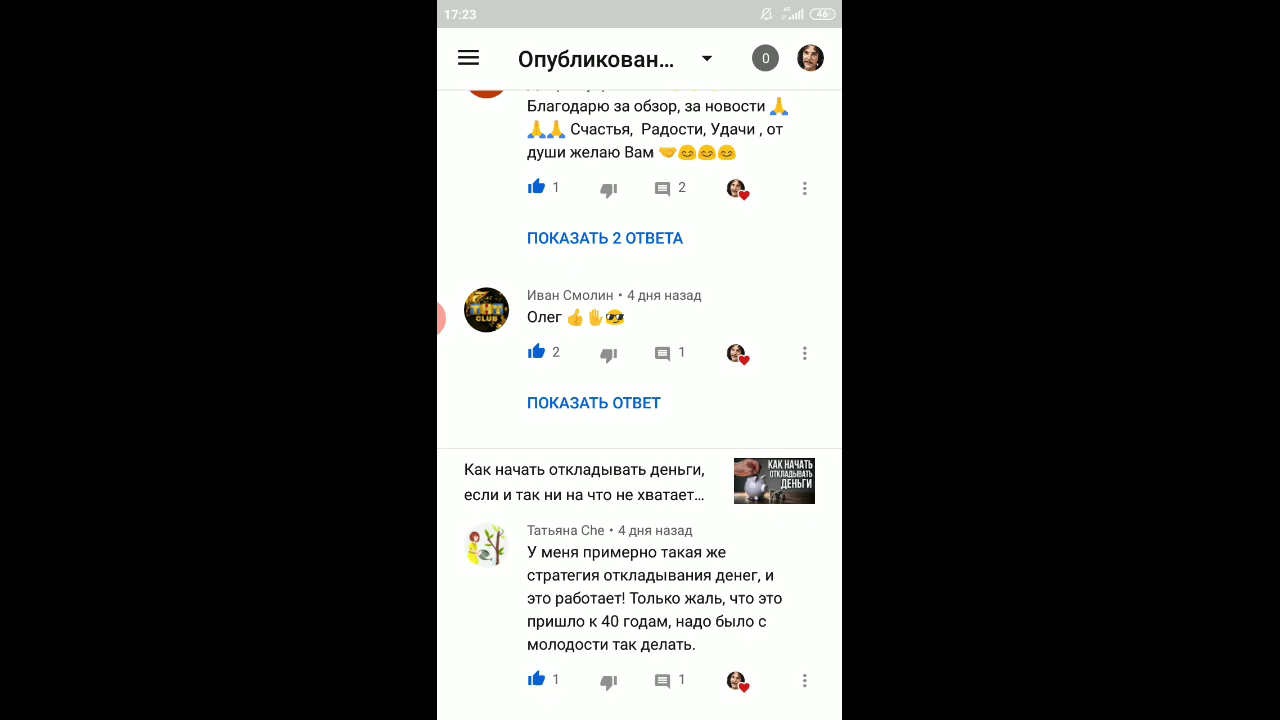 17:23
4G
46
Опубликован...
0
Благодарю за обзор, за новости 🙏
🙏🙏 Счастья, Радости, Удачи , от
души желаю Вам 🤝😊😊😊
1
2
ПОКАЗАТЬ 2 ОТВЕТА
ТНТ
CLUB
Иван Смолин • 4 дня назад
Олег 👍✋😎
2
1
ПОКАЗАТЬ ОТВЕТ
Как начать откладывать деньги,
если и так ни на что не хватает...
КАК НАЧАТЬ
ОТКЛАДЫВАТЬ
ДЕНЬГИ
Татьяна Che • 4 дня назад
У меня примерно такая же
стратегия откладывания денег, и
это работает! Только жаль, что это
пришло к 40 годам, надо было с
молодости так делать.
1
1